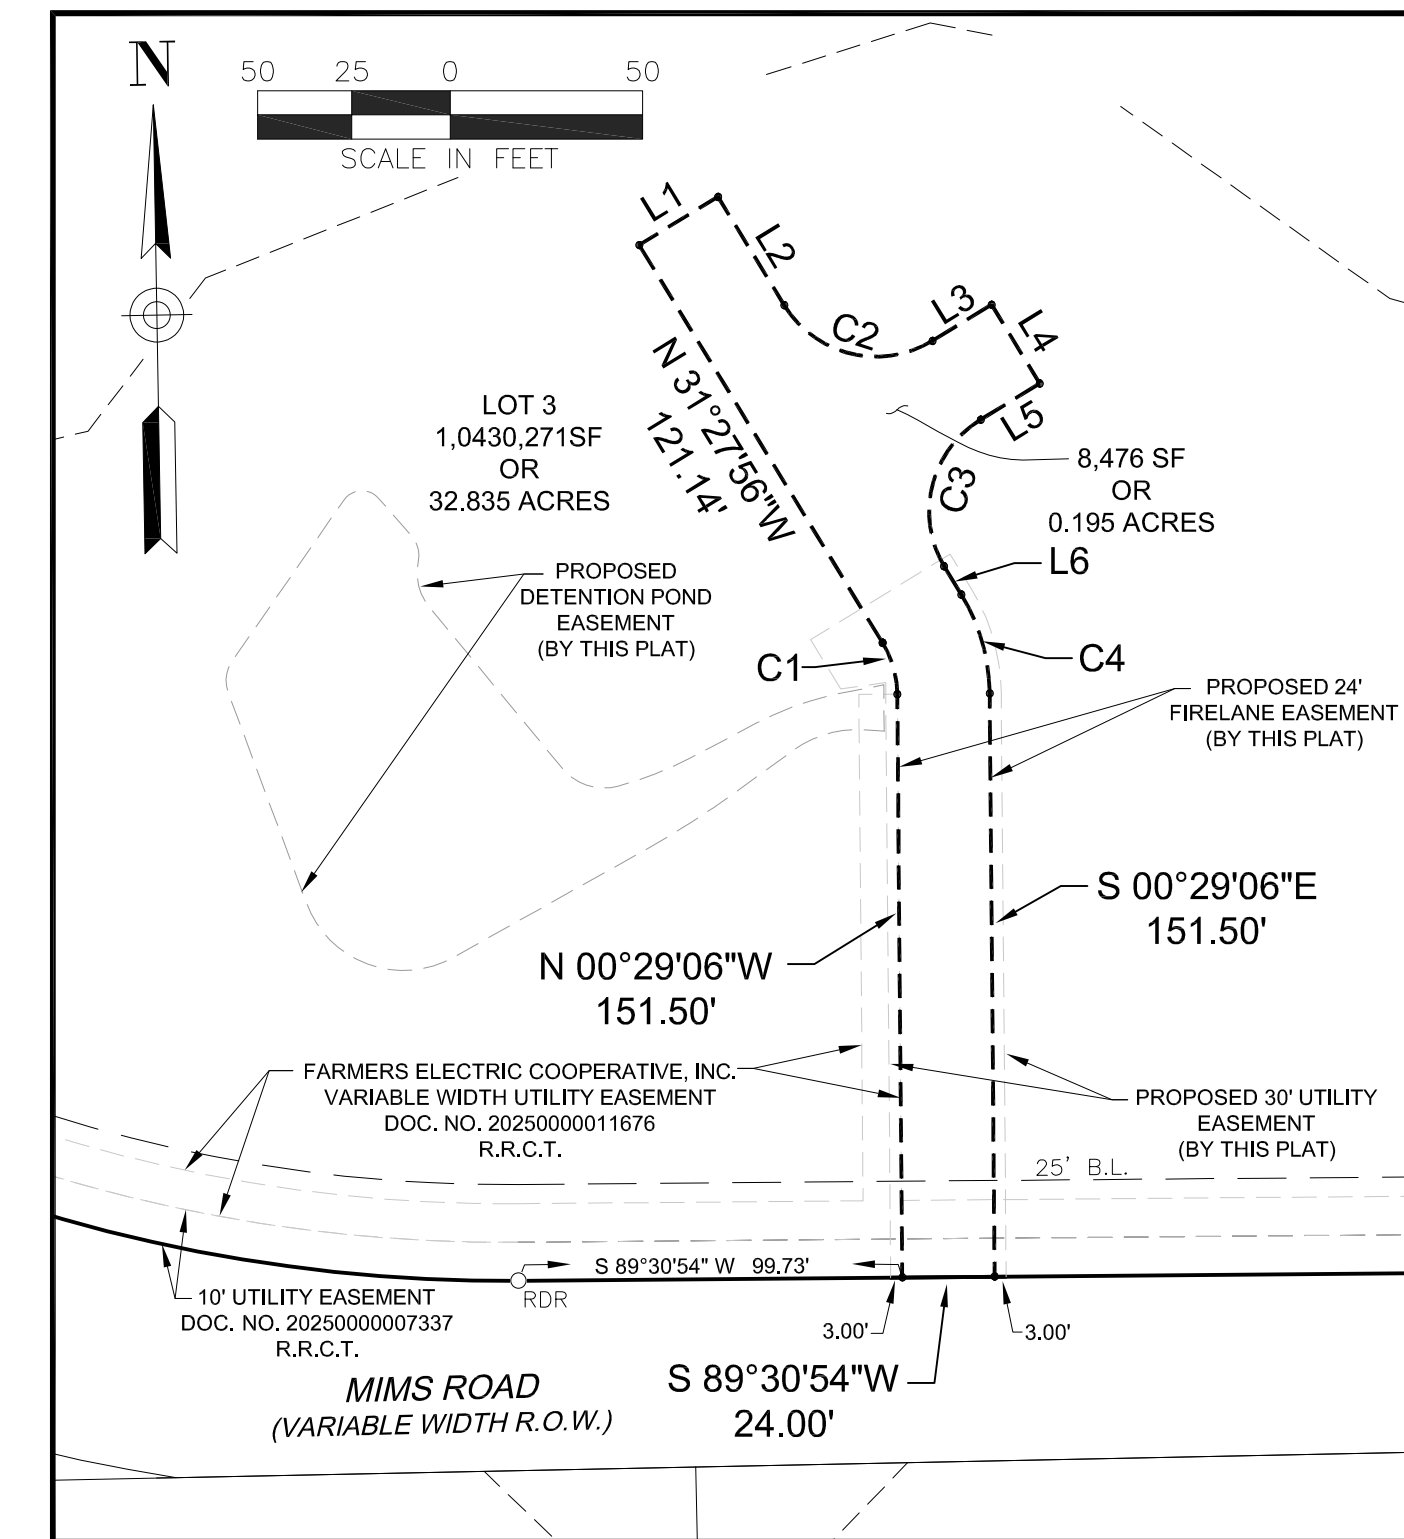 N
50 25 0 50
SCALE IN FEET
L1
L2
C2
L3
L4
L5
C3
N 31°27'56"W
121.14'
LOT 3
1,0430,271SF
OR
32.835 ACRES
8,476 SF
OR
0.195 ACRES
L6
PROPOSED
DETENTION POND
EASEMENT
(BY THIS PLAT)
C1
C4
PROPOSED 24'
FIRELANE EASEMENT
(BY THIS PLAT)
S 00°29'06"E
151.50'
N 00°29'06"W
151.50'
FARMERS ELECTRIC COOPERATIVE, INC.
VARIABLE WIDTH UTILITY EASEMENT
DOC. NO. 20250000011676
R.R.C.T.
PROPOSED 30' UTILITY
EASEMENT
(BY THIS PLAT)
25' B.L.
S 89°30'54" W 99.73'
RDR
10' UTILITY EASEMENT
DOC. NO. 20250000007337
R.R.C.T.
3.00'
3.00'
S 89°30'54"W
24.00'
MIMS ROAD
(VARIABLE WIDTH R.O.W.)